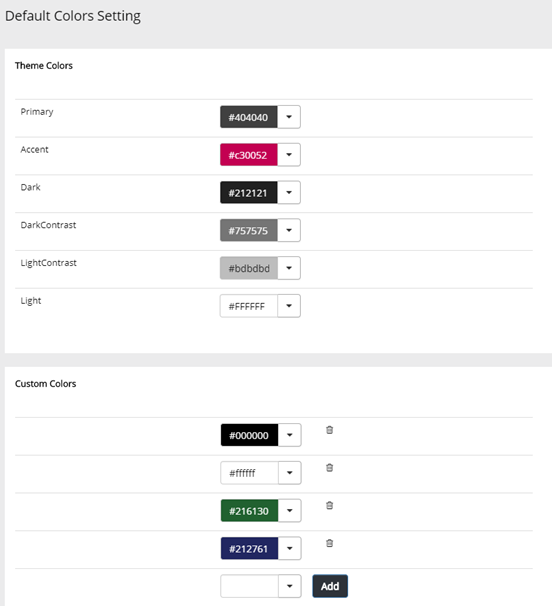 Default Colors Setting
Theme Colors
Primary #404040
Accent #c30052
Dark #212121
DarkContrast #757575
LightContrast #bdbdbd
Light #FFFFFF
Custom Colors
#000000
#ffffff
#216130
#212761
Add